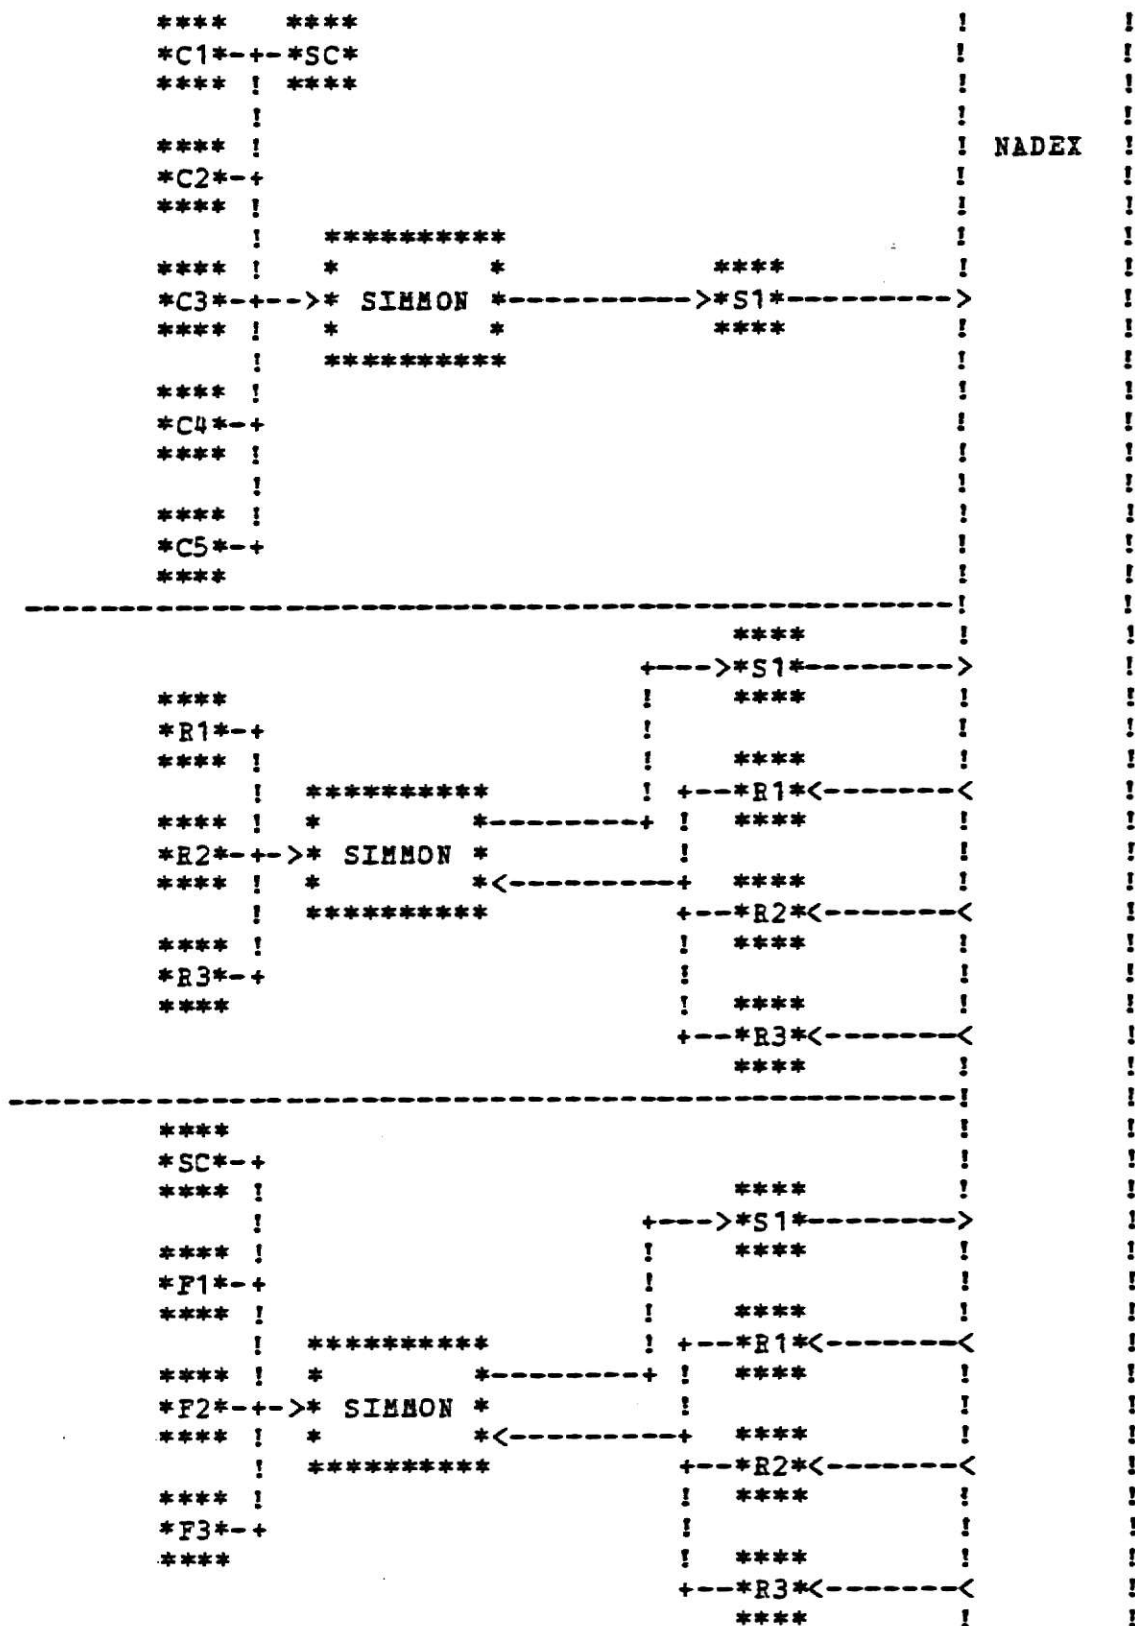 C1 SC
NADEX
C2
C3 SIMMON S1
C4
C5
S1
R1
R1
R2 SIMMON
R2
R3
R3
SC
S1
F1
R1
F2 SIMMON
R2
F3
R3